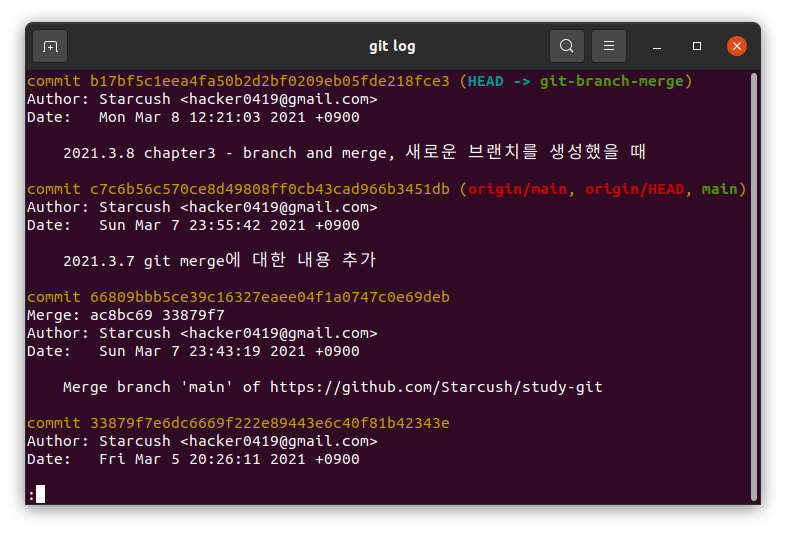 git log
commit b17bf5c1eea4fa50b2d2bf0209eb05fde218fce3 (HEAD -> git-branch-merge)
Author: Starcush <hacker0419@gmail.com>
Date:   Mon Mar 8 12:21:03 2021 +0900
2021.3.8 chapter3 - branch and merge, 새로운 브랜치를 생성했을 때
commit c7c6b56c570ce8d49808ff0cb43cad966b3451db (origin/main, origin/HEAD, main)
Author: Starcush <hacker0419@gmail.com>
Date:   Sun Mar 7 23:55:42 2021 +0900
2021.3.7 git merge에 대한 내용 추가
commit 66809bbb5ce39c16327eaee04f1a0747c0e69deb
Merge: ac8bc69 33879f7
Author: Starcush <hacker0419@gmail.com>
Date:   Sun Mar 7 23:43:19 2021 +0900
Merge branch 'main' of https://github.com/Starcush/study-git
commit 33879f7e6dc6669f222e89443e6c40f81b42343e
Author: Starcush <hacker0419@gmail.com>
Date:   Fri Mar 5 20:26:11 2021 +0900
: